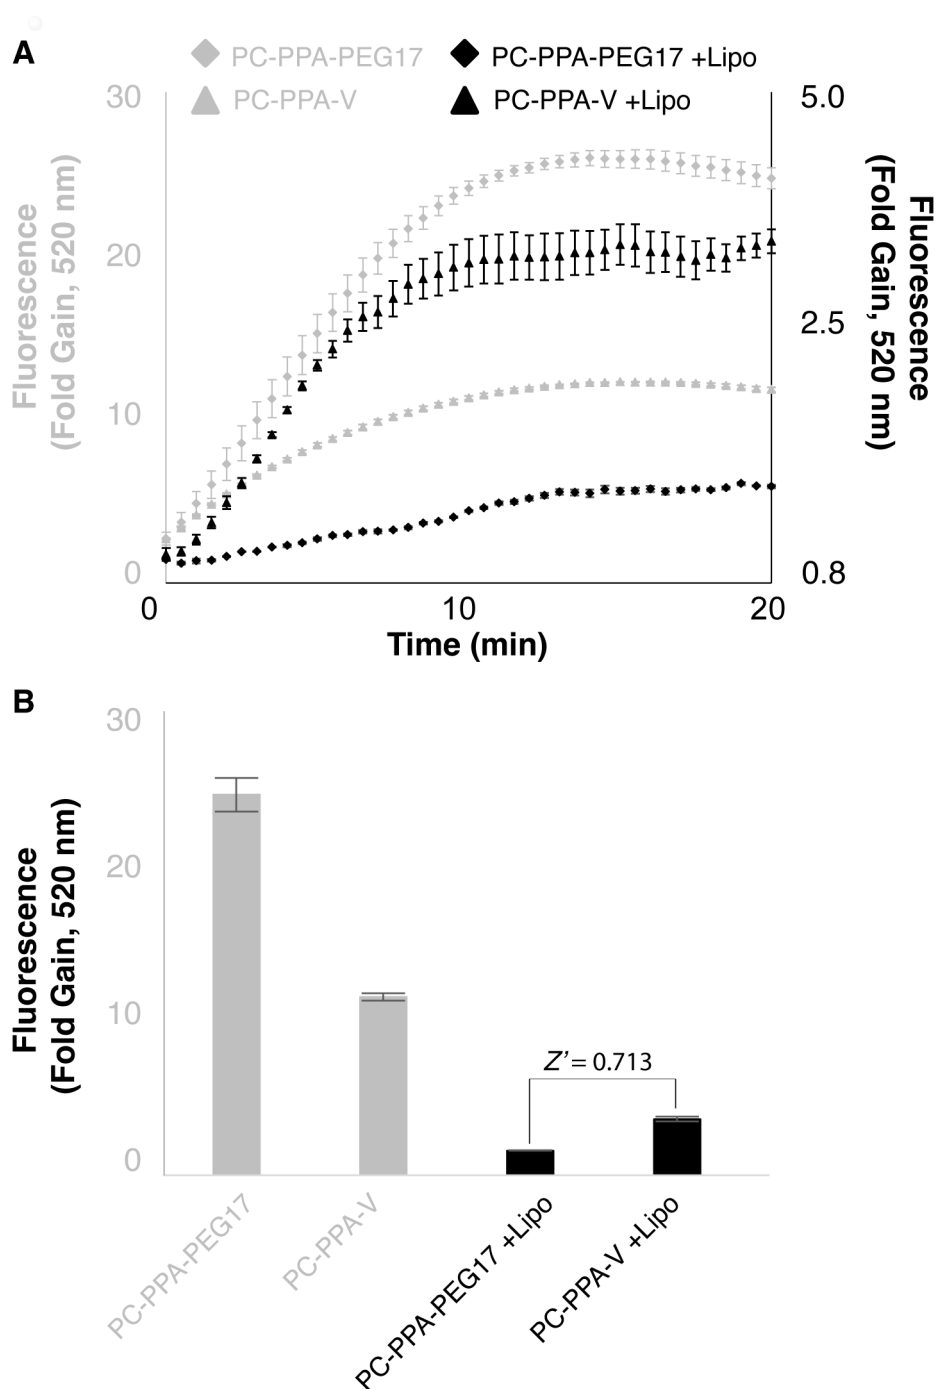 A
PC-PPA-PEG17
PC-PPA-PEG17 +Lipo
PC-PPA-V
PC-PPA-V +Lipo
30
20
10
0
Fluorescence
(Fold Gain, 520 nm)
5.0
2.5
0.8
Fluorescence
(Fold Gain, 520 nm)
0
10
20
Time (min)
B
30
20
10
0
Fluorescence
(Fold Gain, 520 nm)
Z’ = 0.713
PC-PPA-PEG17
PC-PPA-V
PC-PPA-PEG17 +Lipo
PC-PPA-V +Lipo